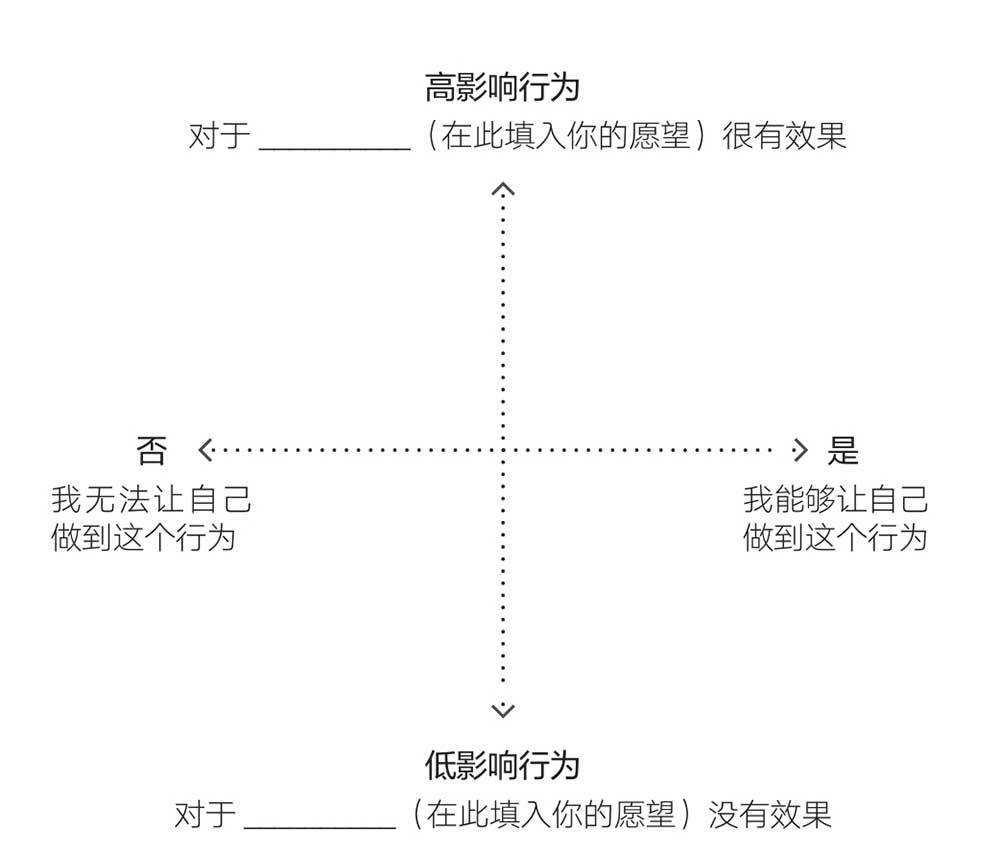 高影响行为
对于 __________（在此填入你的愿望）很有效果
否
是
我无法让自己
做到这个行为
我能够让自己
做到这个行为
低影响行为
对于 __________（在此填入你的愿望）没有效果